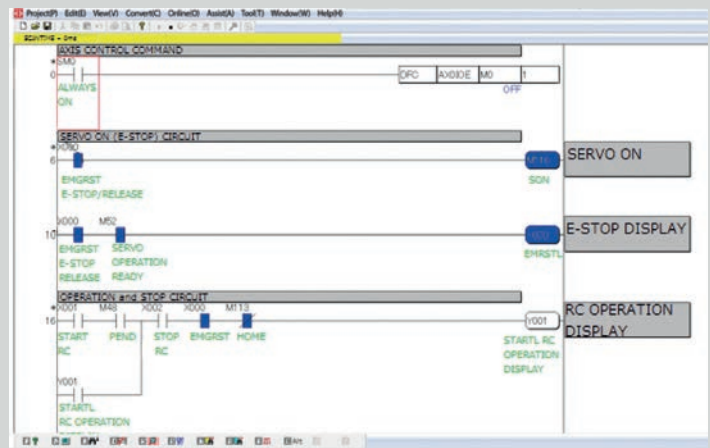 Project(P) Edit(E) View(V) Convert(C) Online(O) Assist(A) Tool(T) Window(W) Help(H)
SCANTIME = 0ms
AXIS CONTROL COMMAND
SM0
0
ALWAYS
ON
DFC AXDIOE M0 1
OFF
SERVO ON (E-STOP) CIRCUIT
6
EMGRST
E-STOP/RELEASE
SON
SERVO ON
X000 M52
10
EMGRST SERVO
E-STOP OPERATION
RELEASE READY
EMRSTL
E-STOP DISPLAY
OPERATION and STOP CIRCUIT
X001 M48 X002 X000 M113
16
START PEND STOP EMGRST HOME
RC RC
Y001
STARTL RC
OPERATION
DISPLAY
RC OPERATION
DISPLAY
Y001
STARTL
RC OPERATION